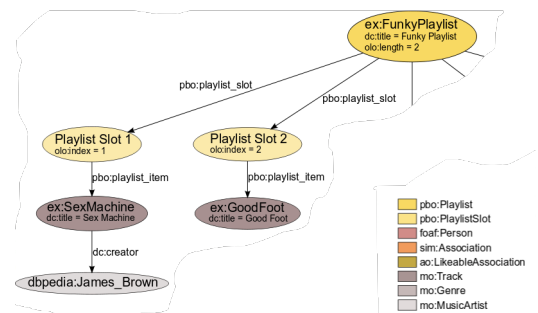 ex:FunkyPlaylist
dc:title = Funky Playlist
olo:length = 2
pbo:playlist_slot
pbo:playlist_slot
Playlist Slot 1
olo:index = 1
Playlist Slot 2
olo:index = 2
pbo:playlist_item
pbo:playlist_item
ex:SexMachine
dc:title = Sex Machine
ex:GoodFoot
dc:title = Good Foot
dc:creator
dbpedia:James_Brown
pbo:Playlist
pbo:PlaylistSlot
foaf:Person
sim:Association
ao:LikeableAssociation
mo:Track
mo:Genre
mo:MusicArtist